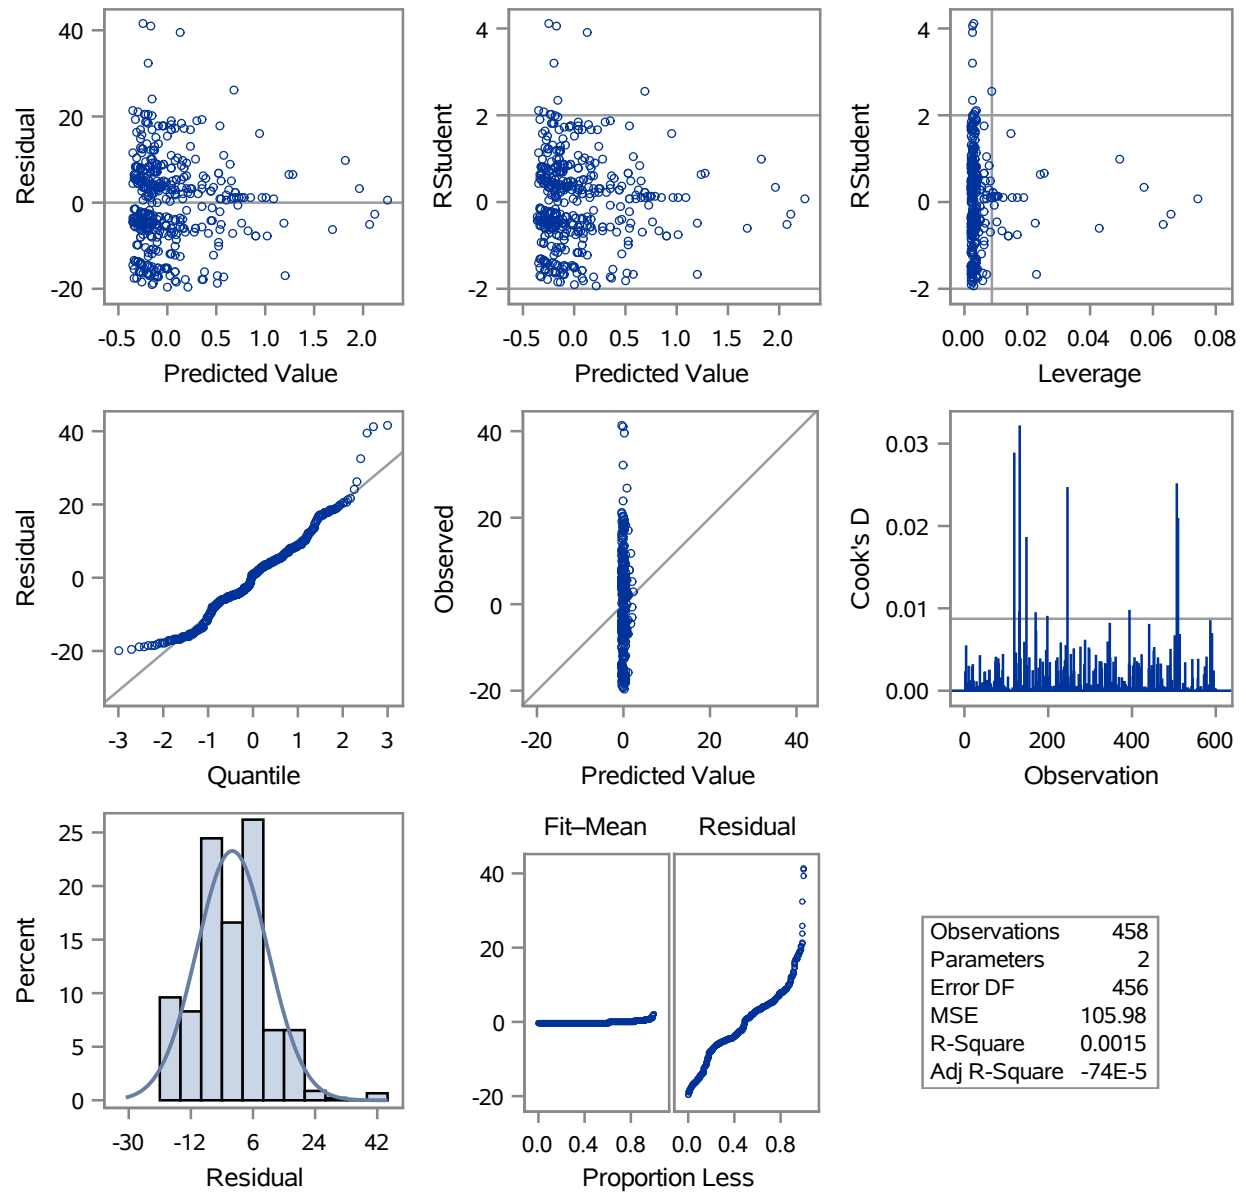 Residual
40
20
0
-20
-0.5 0.0 0.5 1.0 1.5 2.0
Predicted Value
RStudent
4
2
0
-2
-0.5 0.0 0.5 1.0 1.5 2.0
Predicted Value
RStudent
4
2
0
-2
0.00 0.02 0.04 0.06 0.08
Leverage
Residual
40
20
0
-20
-3 -2 -1 0 1 2 3
Quantile
Observed
40
20
0
-20
-20 0 20 40
Predicted Value
Cook's D
0.03
0.02
0.01
0.00
0 200 400 600
Observation
Percent
25
20
15
10
5
0
-30 -12 6 24 42
Residual
Fit–Mean Residual
40
20
0
-20
0.0 0.4 0.8 0.0 0.4 0.8
Proportion Less
Observations 458
Parameters 2
Error DF 456
MSE 105.98
R-Square 0.0015
Adj R-Square -74E-5